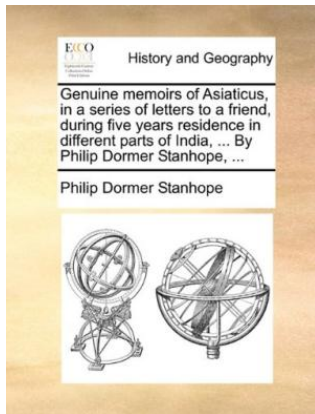 ECCO
History and Geography
Genuine memoirs of Asiaticus,
in a series of letters to a friend,
during five years residence in
different parts of India, ... By
Philip Dormer Stanhope, ...
Philip Dormer Stanhope